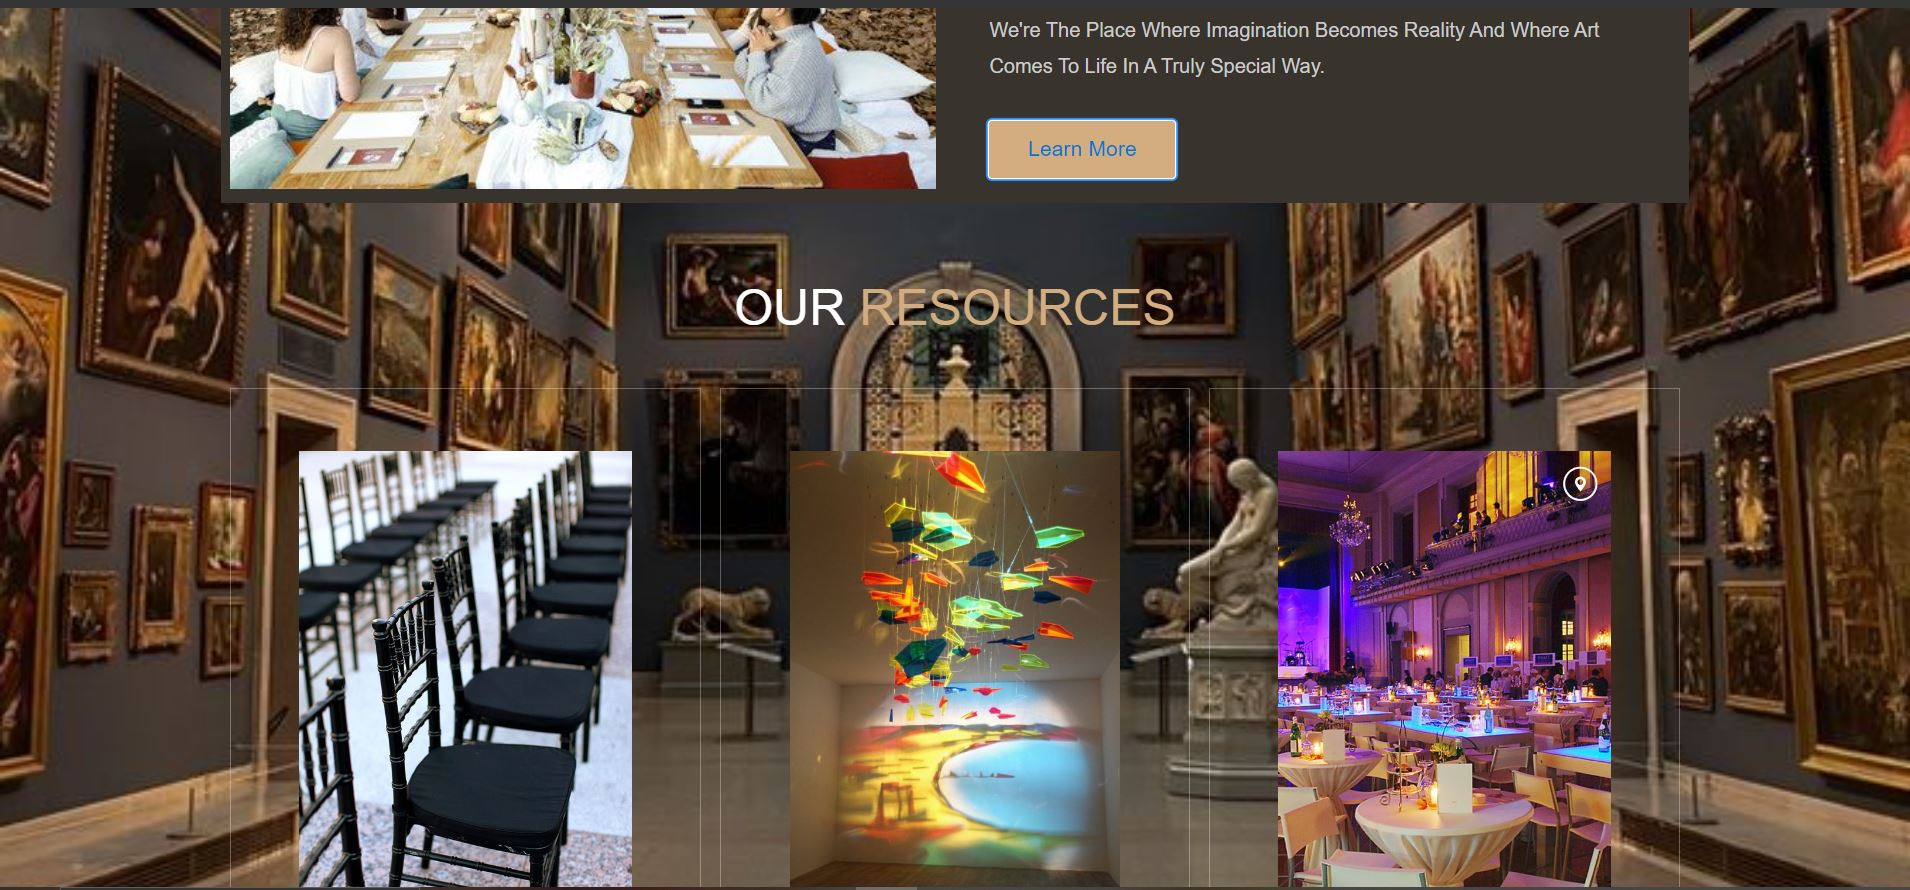 We're The Place Where Imagination Becomes Reality And Where Art
Comes To Life In A Truly Special Way.
Learn More
OUR RESOURCES